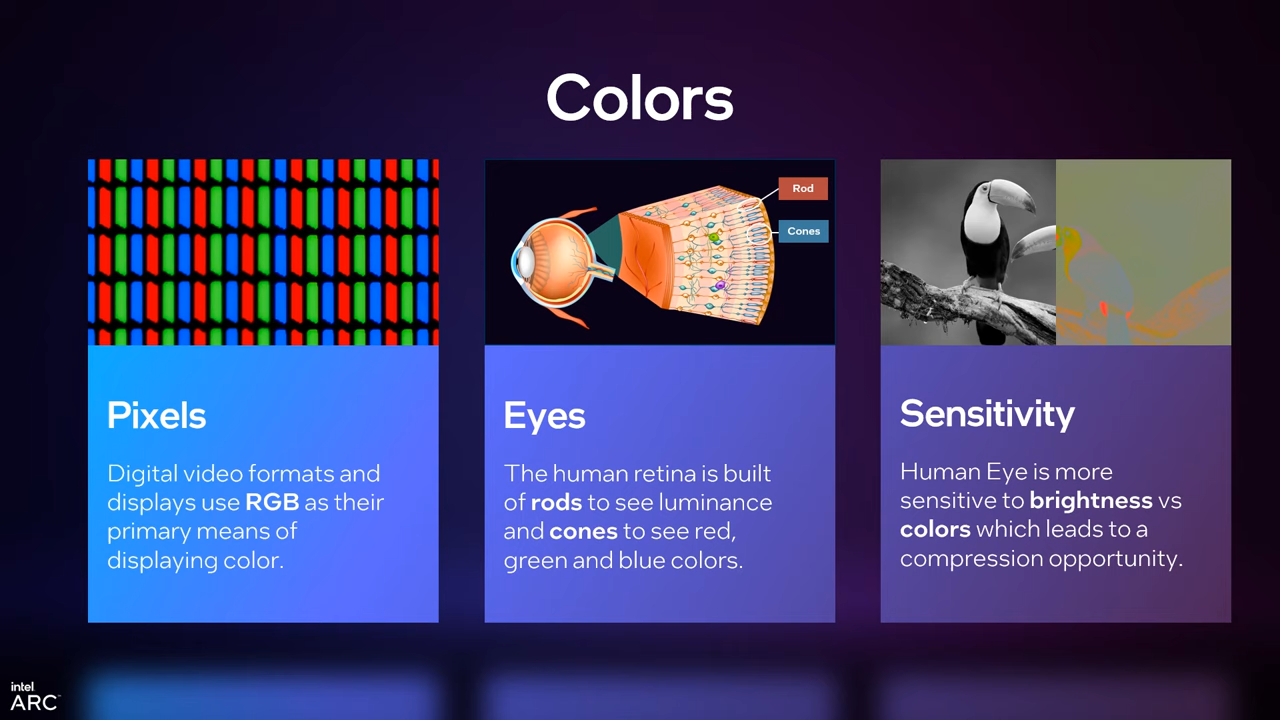 Colors
Rod
Cones
Pixels
Digital video formats and
displays use RGB as their
primary means of
displaying color.
Eyes
The human retina is built
of rods to see luminance
and cones to see red,
green and blue colors.
Sensitivity
Human Eye is more
sensitive to brightness vs
colors which leads to a
compression opportunity.
intel
ARC™